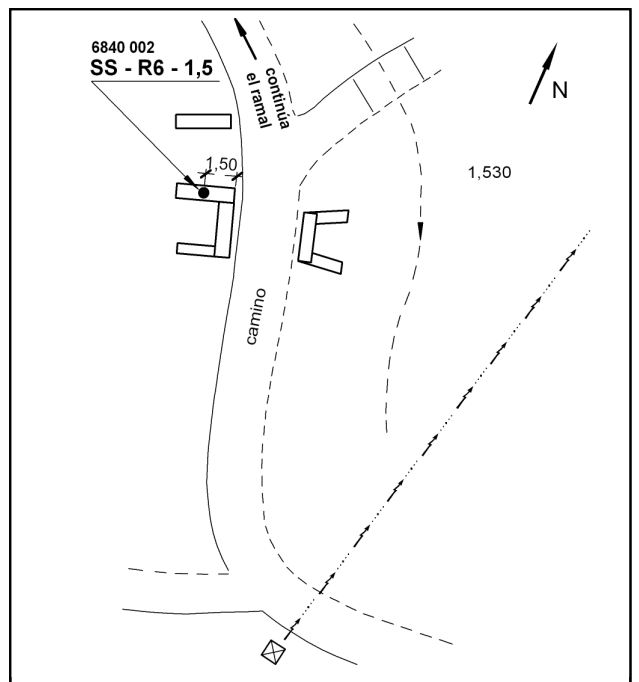 6840 002
SS - R6 - 1,5
continúa
el ramal
N
1,50
1,530
camino